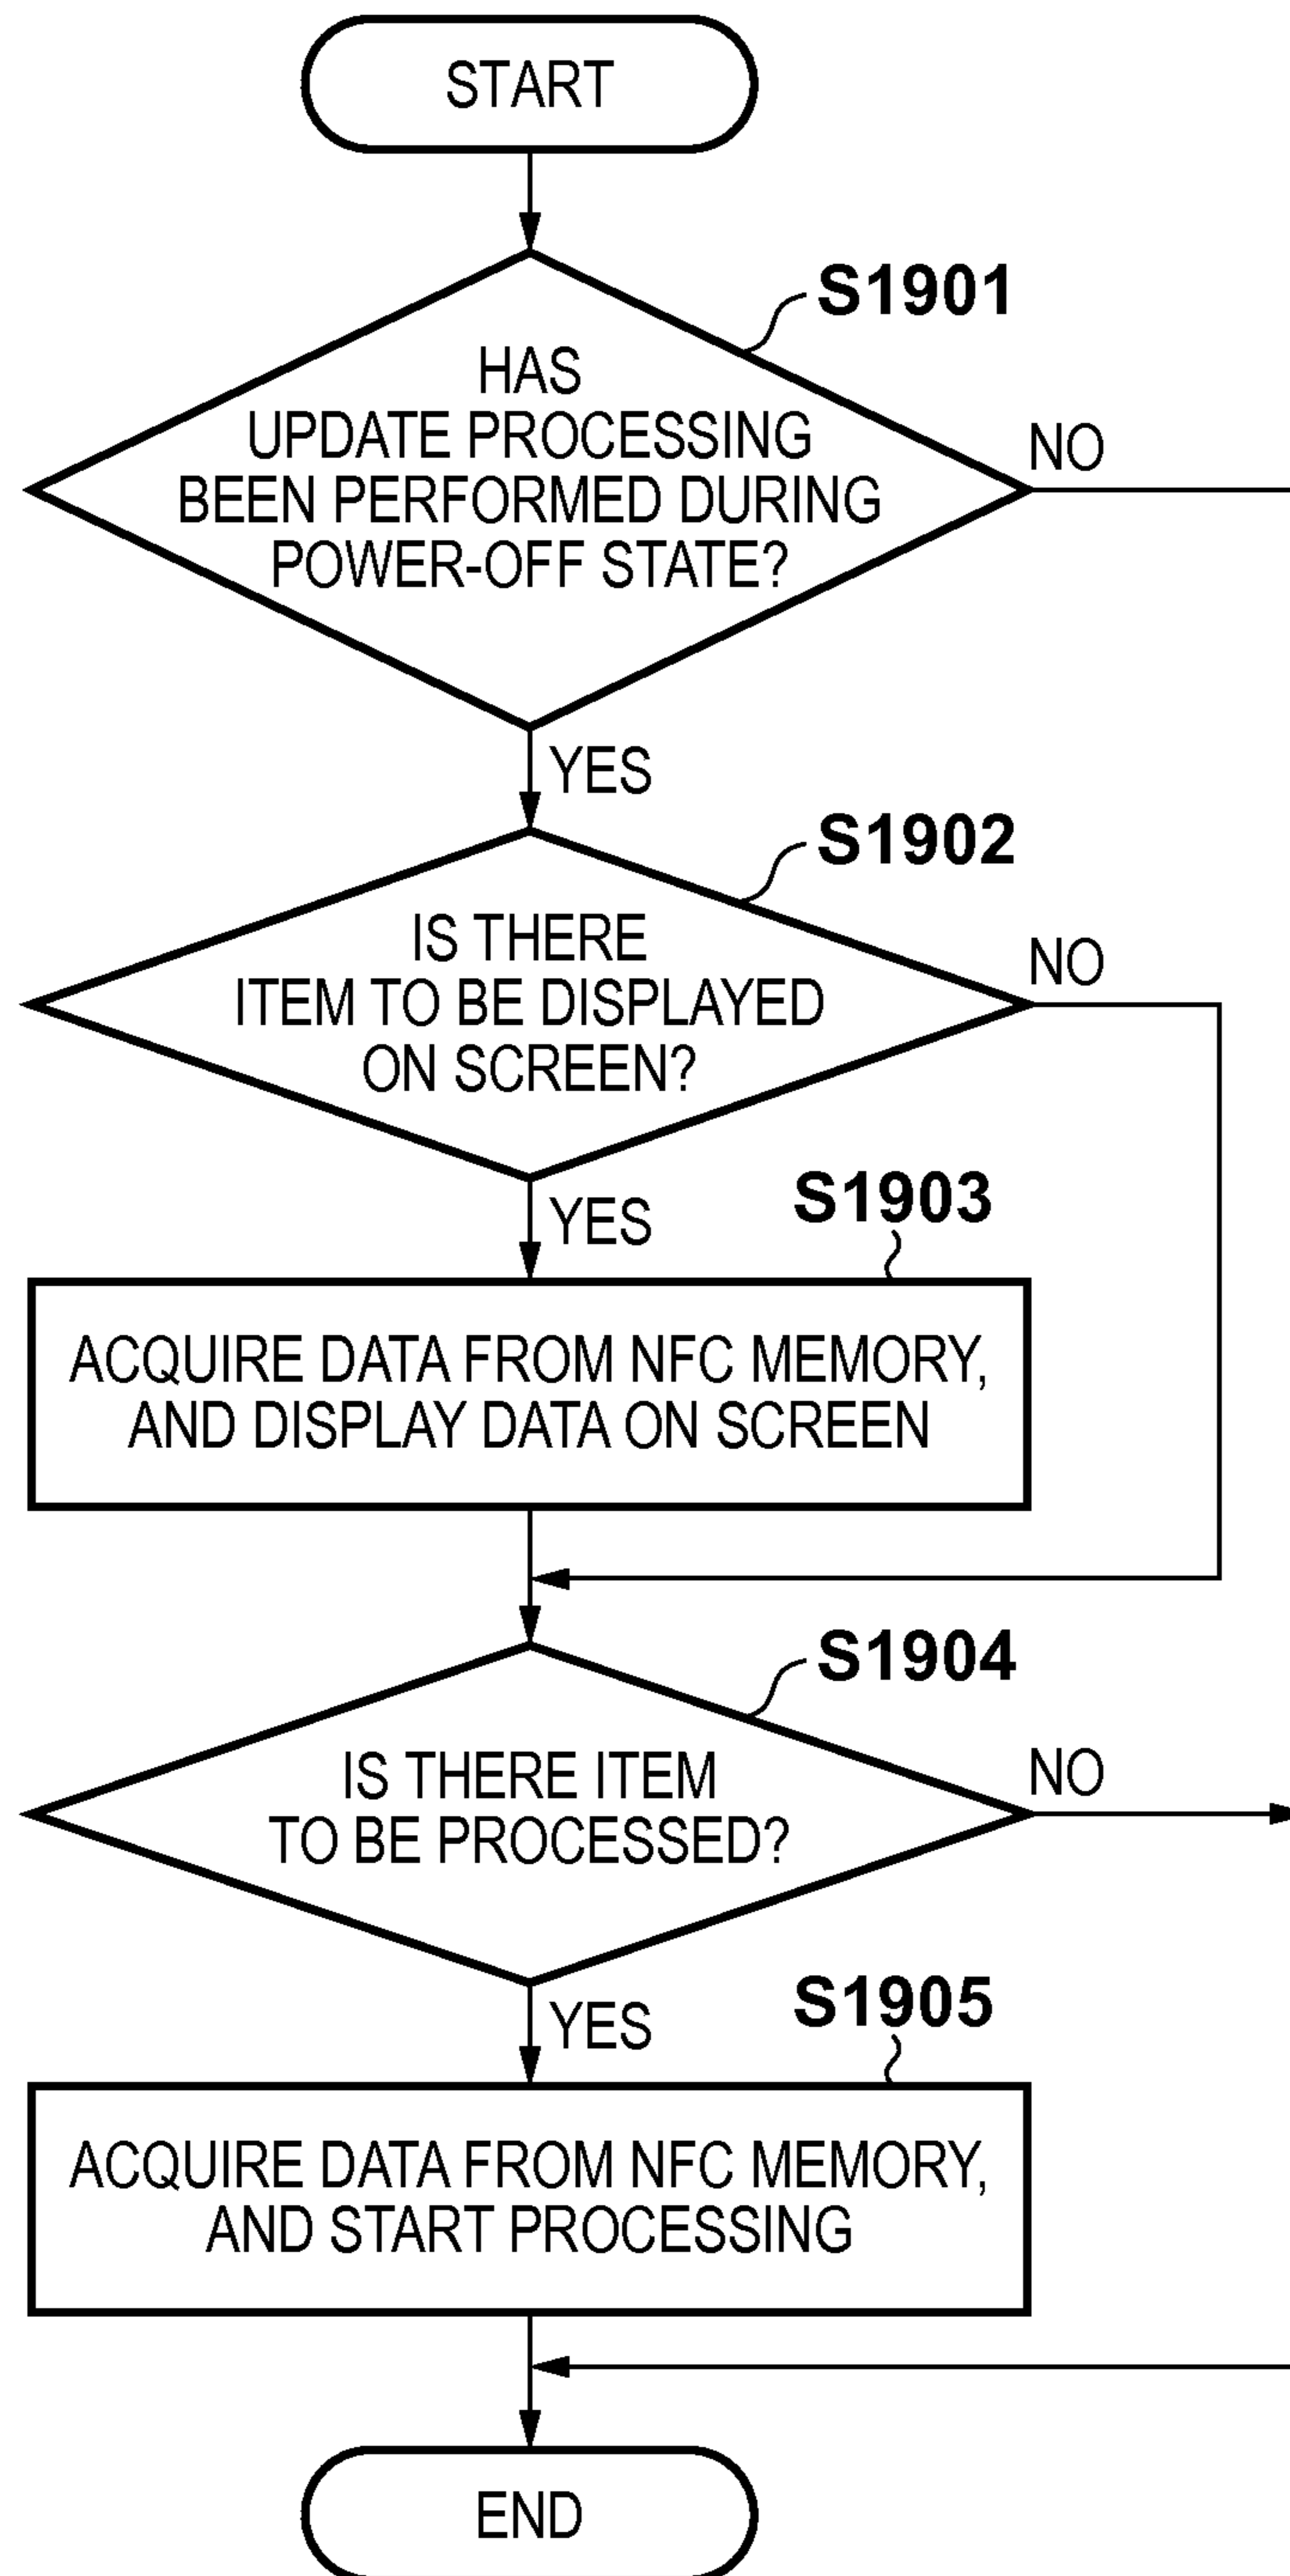 START
S1901
HAS
UPDATE PROCESSING
BEEN PERFORMED DURING
POWER-OFF STATE?
NO
YES
S1902
IS THERE
ITEM TO BE DISPLAYED
ON SCREEN?
NO
YES
S1903
ACQUIRE DATA FROM NFC MEMORY,
AND DISPLAY DATA ON SCREEN
S1904
IS THERE ITEM
TO BE PROCESSED?
NO
YES
S1905
ACQUIRE DATA FROM NFC MEMORY,
AND START PROCESSING
END